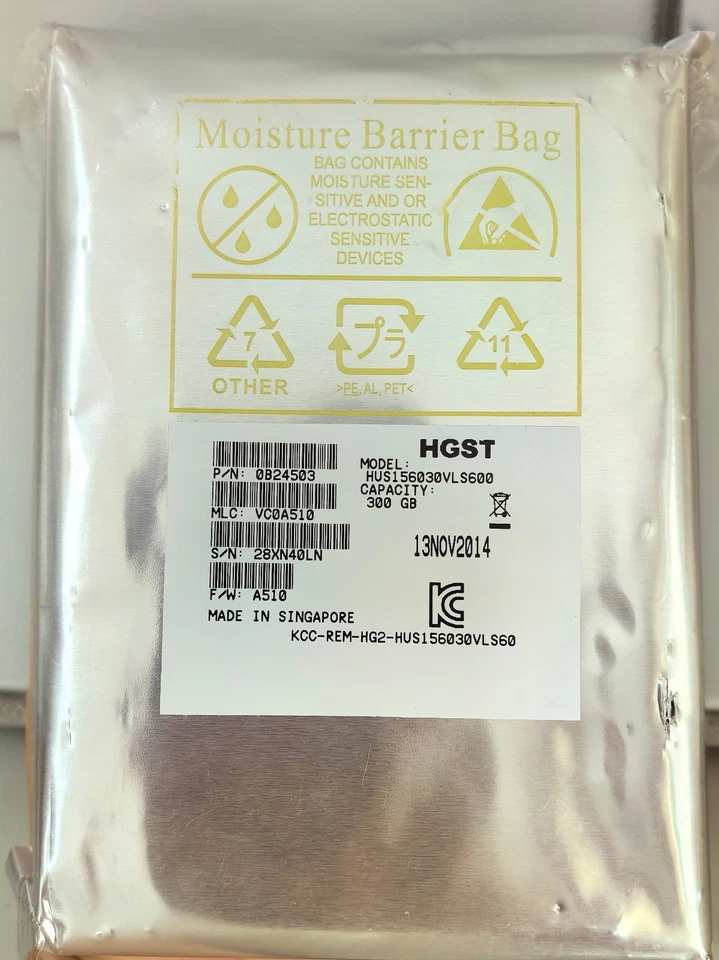 Moisture Barrier Bag
BAG CONTAINS
MOISTURE SEN-
SITIVE AND OR
ELECTROSTATIC
SENSITIVE
DEVICES
7
OTHER
プラ
>PE, AL, PET<
11
HGST
P/N: 0B24503
MLC: VC0A510
S/N: 28XN40LN
F/W: A510
MODEL:
HUS156030VLS600
CAPACITY:
300 GB
13NOV2014
MADE IN SINGAPORE
KCC-REM-HG2-HUS156030VLS60